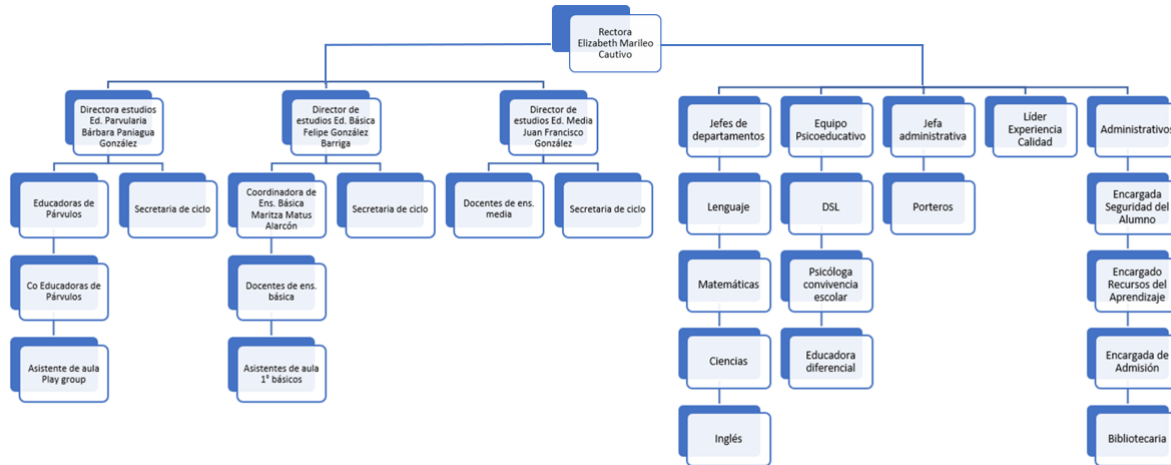 Rectora
Elizabeth Marileo
Cautivo
Directora estudios
Ed. Parvularia
Bárbara Paniagua
González
Director de
estudios Ed. Básica
Felipe González
Barriga
Director de
estudios Ed. Media
Juan Francisco
González
Jefes de
departamentos
Equipo
Psicoeducativo
Jefa
administrativa
Líder
Experiencia
Calidad
Administrativos
Educadoras de
Párvulos
Secretaria de ciclo
Coordinadora de
Ens. Básica
Maritza Matus
Alarcón
Secretaria de ciclo
Docentes de ens.
media
Secretaria de ciclo
Lenguaje
DSL
Porteros
Encargada
Seguridad del
Alumno
Co Educadoras de
Párvulos
Docentes de ens.
básica
Matemáticas
Psicóloga
convivencia
escolar
Encargado
Recursos del
Aprendizaje
Asistente de aula
Play group
Asistentes de aula
1° básicos
Ciencias
Educadora
diferencial
Encargada de
Admisión
Inglés
Bibliotecaria